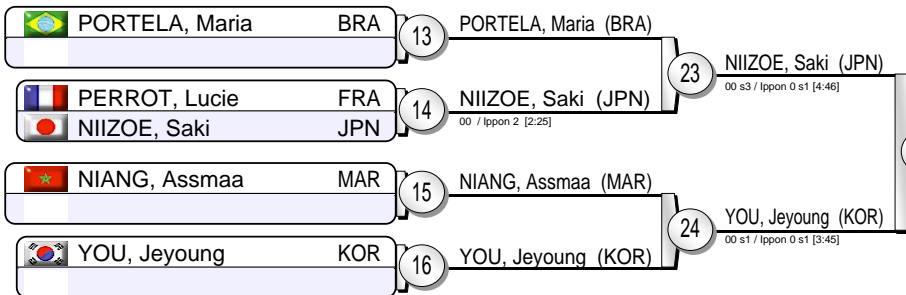 PORTELA, Maria BRA
13
PORTELA, Maria (BRA)
23
NIIZOE, Saki (JPN)
00 s3 / Ippon 0 s1 [4:46]
PERROT, Lucie FRA
NIIZOE, Saki JPN
14
NIIZOE, Saki (JPN)
00 / Ippon 2 [2:25]
NIANG, Assmaa MAR
15
NIANG, Assmaa (MAR)
24
YOU, Jeyoung (KOR)
00 s1 / Ippon 0 s1 [3:45]
YOU, Jeyoung KOR
16
YOU, Jeyoung (KOR)